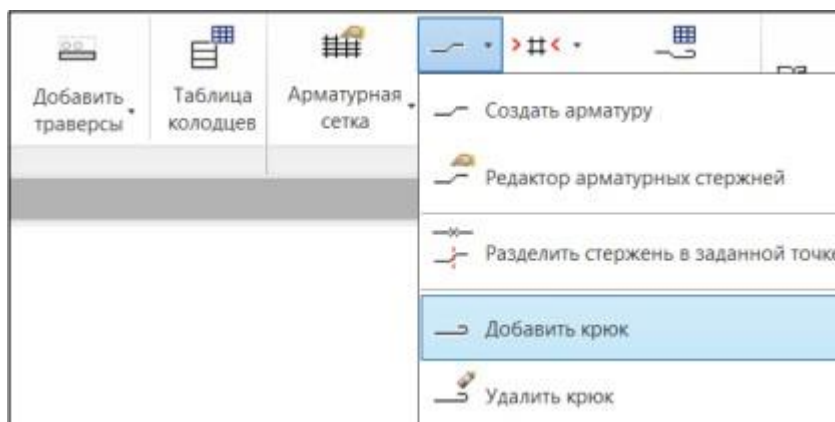 Добавить
траверсы
Таблица
колодцев
Арматурная
сетка
Создать арматуру
Редактор арматурных стержней
Разделить стержень в заданной точке
Добавить крюк
Удалить крюк